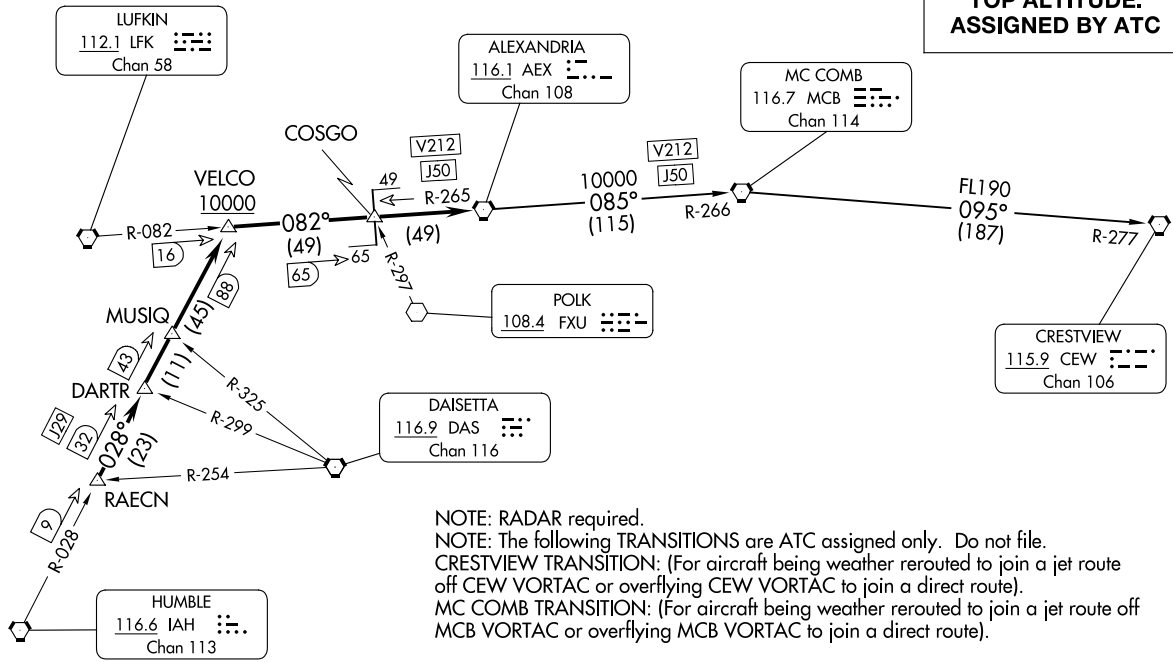 TOP ALTITUDE:
ASSIGNED BY ATC
LUFKIN
112.1 LFK
Chan 58
ALEXANDRIA
116.1 AEX
Chan 108
MC COMB
116.7 MCB
Chan 114
COSGO
V212
J50
V212
J50
VELCO
10000
49
R-265
10000
085°
(115)
R-266
FL190
095°
(187)
R-277
R-082
16
082°
(49)
65
65
(49)
R-297
88
(45)
MUSIQ
POLK
108.4 FXU
CRESTVIEW
115.9 CEW
Chan 106
43
(11)
DARTR
R-325
R-299
DAISETTA
116.9 DAS
Chan 116
J29
32
028°
(23)
R-254
RAECN
9
R-028
HUMBLE
116.6 IAH
Chan 113
NOTE: RADAR required.
NOTE: The following TRANSITIONS are ATC assigned only. Do not file.
CRESTVIEW TRANSITION: (For aircraft being weather rerouted to join a jet route
off CEW VORTAC or overflying CEW VORTAC to join a direct route).
MC COMB TRANSITION: (For aircraft being weather rerouted to join a jet route off
MCB VORTAC or overflying MCB VORTAC to join a direct route).